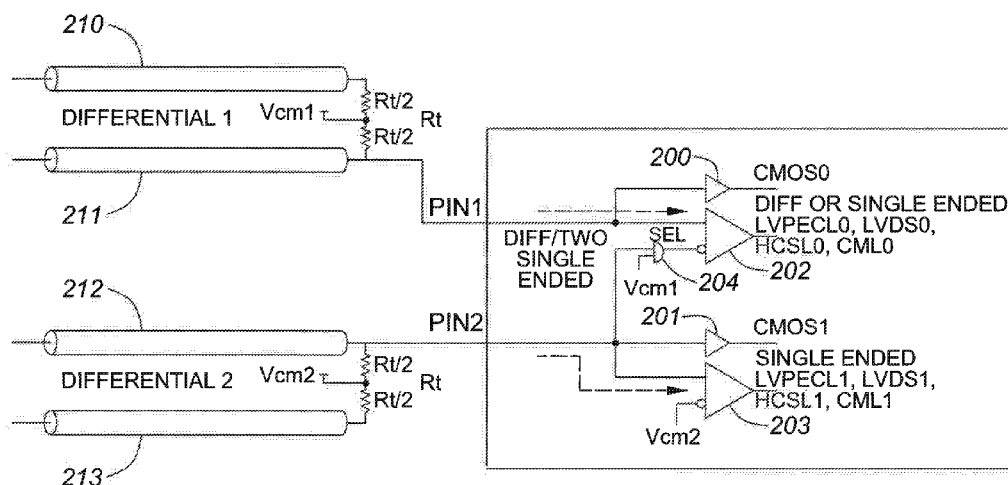 210
DIFFERENTIAL 1
Vcm1
Rt/2
Rt/2
Rt
211
PIN1
200
CMOS0
DIFF OR SINGLE ENDED
LVPECL0, LVDS0,
HCSL0, CML0
202
DIFF/TWO
SINGLE
ENDED
SEL
Vcm1
204
212
PIN2
DIFFERENTIAL 2
Vcm2
Rt/2
Rt/2
Rt
213
201
CMOS1
SINGLE ENDED
LVPECL1, LVDS1,
HCSL1, CML1
203
Vcm2